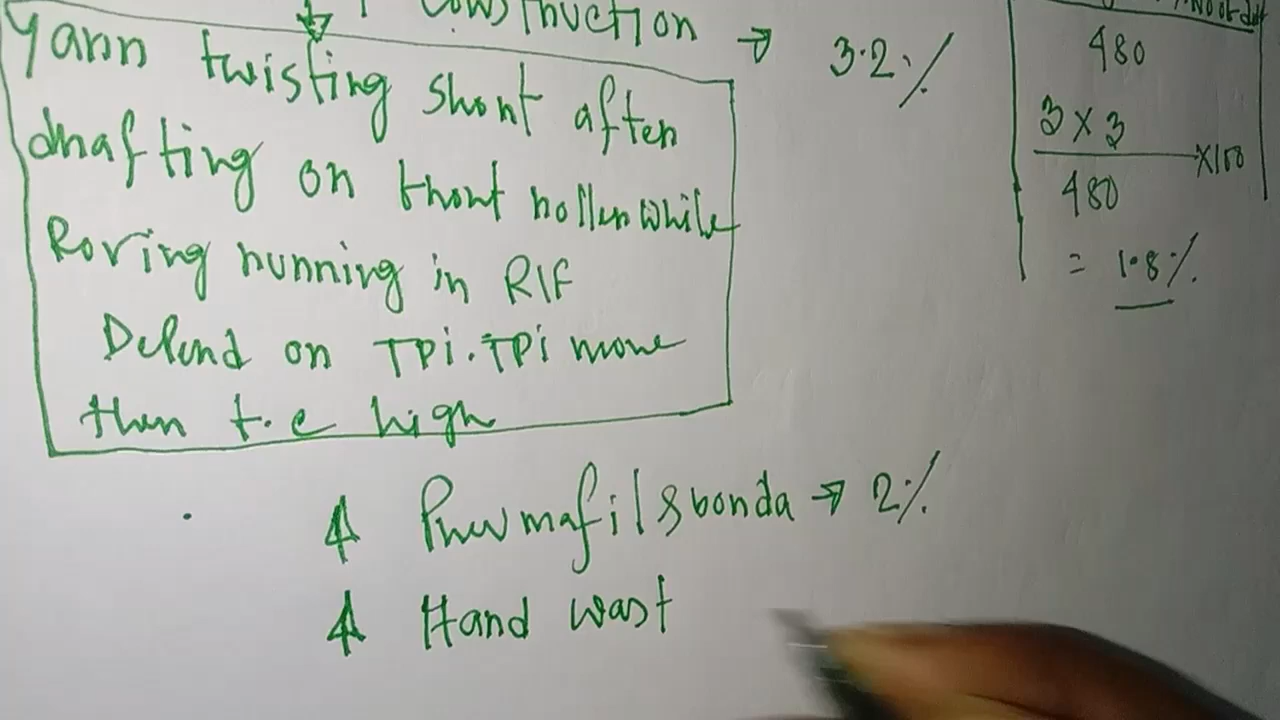 Construction → 3.2%
Yarn twisting short after
drafting on front roller while
Roving running in R/F
Depend on TPi. TPi more
then t.c high
Pneumafil & bonda → 2%
Hand wast
480
3 x 3
x100
480
= 1.8%